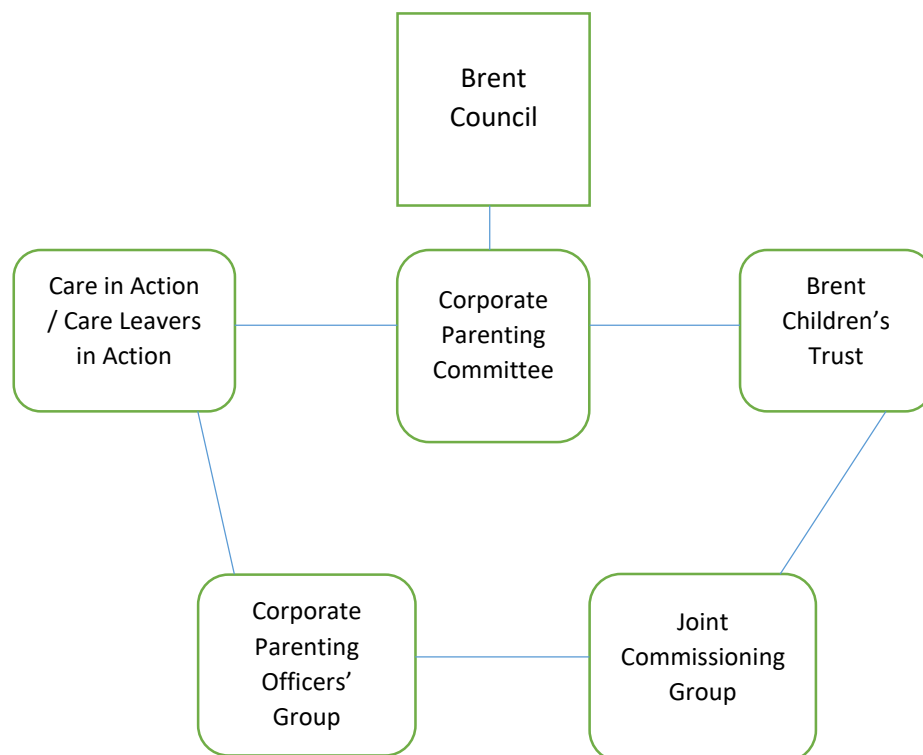 Brent
Council
Care in Action
/ Care Leavers
in Action
Corporate
Parenting
Committee
Brent
Children’s
Trust
Corporate
Parenting
Officers’
Group
Joint
Commissioning
Group